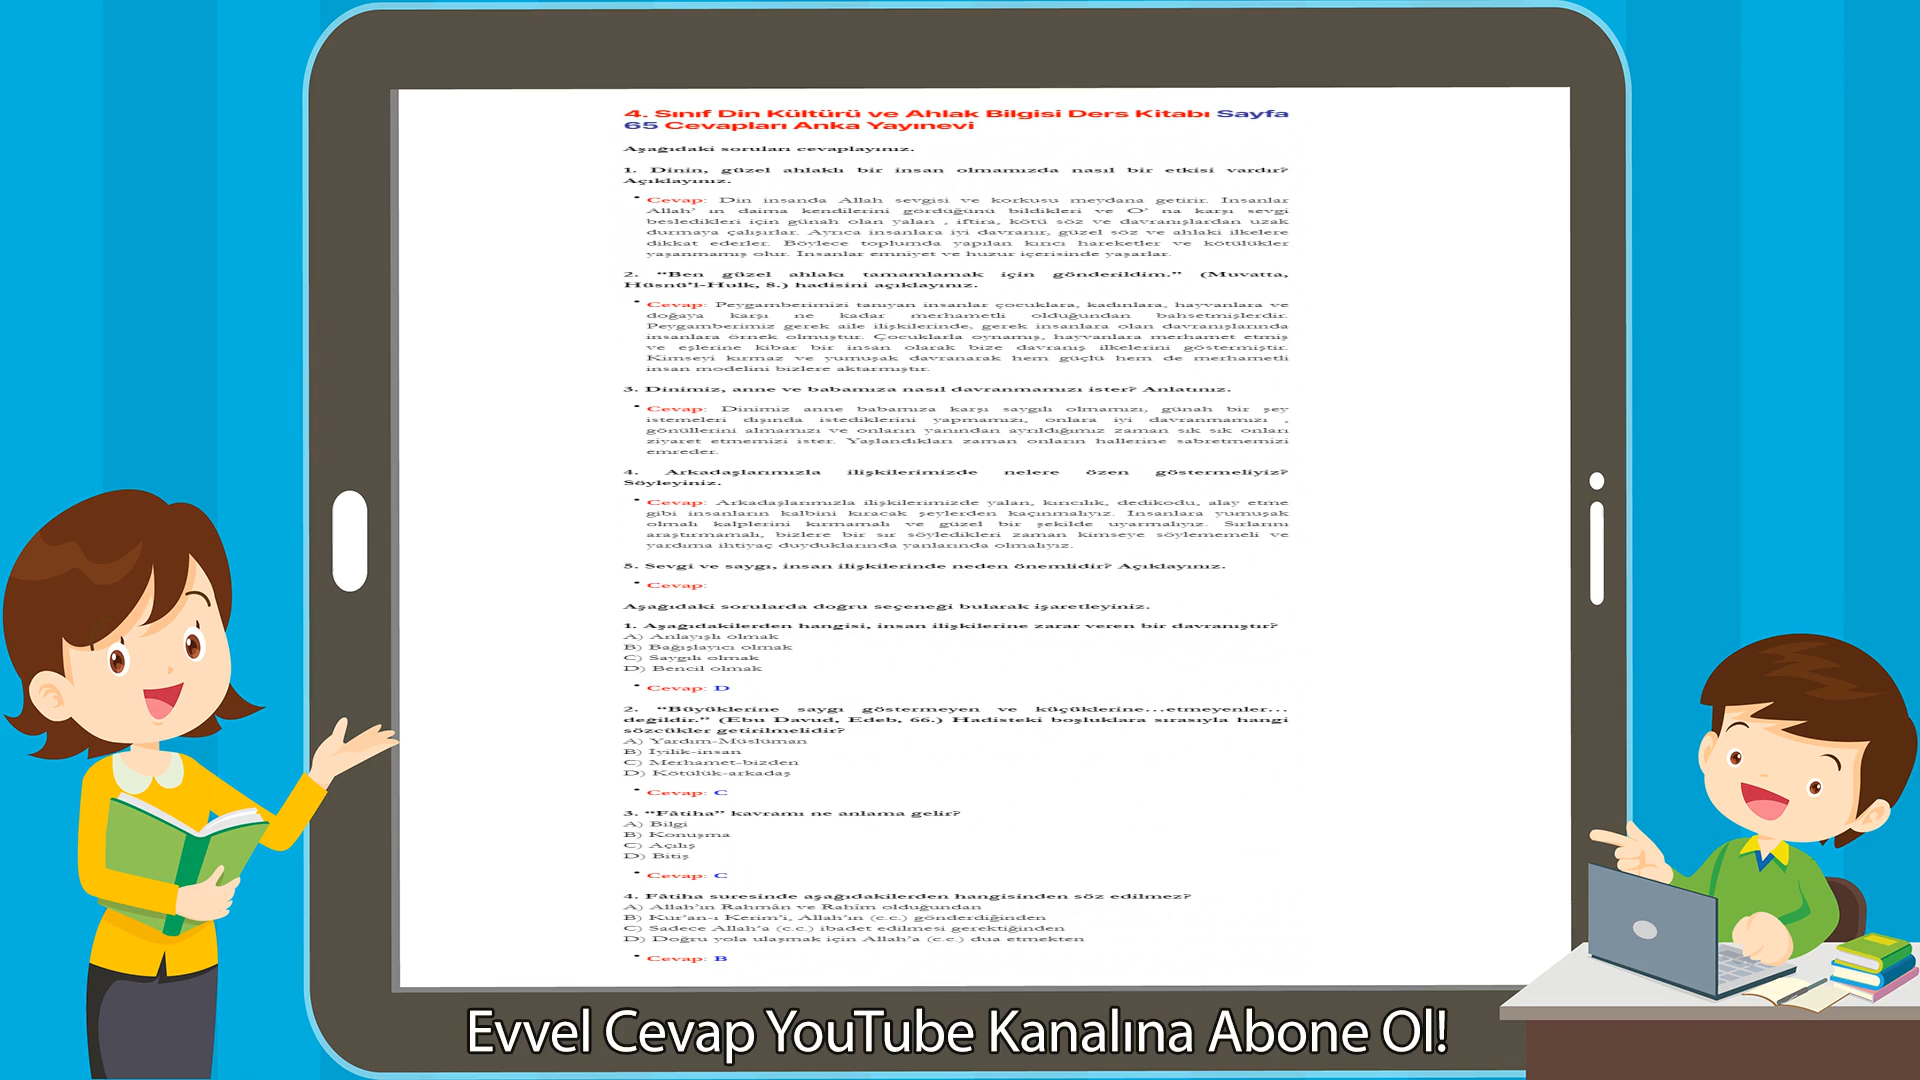 4. Sınıf Din Kültürü ve Ahlak Bilgisi Ders Kitabı Sayfa
65 Cevapları Anka Yayınevi
Aşağıdaki soruları cevaplayınız.
1. Dinin, güzel ahlaklı bir insan olmamızda nasıl bir etkisi vardır?
Açıklayınız.
• Cevap: Din insanda Allah sevgisi ve korkusu meydana getirir. İnsanlar
Allah' ın daima kendilerini gördüğünü bildikleri ve O' na karşı sevgi
besledikleri için günah olan yalan , iftira, kötü söz ve davranışlardan uzak
durmaya çalışırlar. Ayrıca insanlara iyi davranır, güzel söz ve ahlaki ilkelere
dikkat ederler. Böylece toplumda yapılan kırıcı hareketler ve kötülükler
yaşanmamış olur. İnsanlar emniyet ve huzur içerisinde yaşarlar.
2. “Ben güzel ahlakı tamamlamak için gönderildim.” (Muvatta,
Hüsnü’l-Hulk, 8.) hadisini açıklayınız.
• Cevap: Peygamberimizi tanıyan insanlar çocuklara, kadınlara, hayvanlara ve
doğaya karşı ne kadar merhametli olduğundan bahsetmişlerdir.
Peygamberimiz gerek aile ilişkilerinde, gerek insanlara olan davranışlarında
insanlara örnek olmuştur. Çocuklarla oynamış, hayvanlara merhamet etmiş
ve eşlerine kibar bir insan olarak bize davranış ilkelerini göstermiştir.
Kimseyi kırmaz ve yumuşak davranarak hem güçlü hem de merhametli
insan modelini bizlere aktarmıştır.
3. Dinimiz, anne ve babamıza nasıl davranmamızı ister? Anlatınız.
• Cevap: Dinimiz anne babamıza karşı saygılı olmamızı, günah bir şey
istemeleri dışında istediklerini yapmamızı, onlara iyi davranmamızı ,
gönüllerini almamızı ve onların yanından ayrıldığımız zaman sık sık onları
ziyaret etmemizi ister. Yaşlandıkları zaman onların hallerine sabretmemizi
emreder.
4. Arkadaşlarımızla ilişkilerimizde nelere özen göstermeliyiz?
Söyleyiniz.
• Cevap: Arkadaşlarımızla ilişkilerimizde yalan, kırıcılık, dedikodu, alay etme
gibi insanların kalbini kıracak şeylerden kaçınmalıyız. İnsanlara yumuşak
olmalı kalplerini kırmamalı ve güzel bir şekilde uyarmalıyız. Sırlarını
araştırmamalı, bizlere bir sır söyledikleri zaman kimseye söylememeli ve
yardıma ihtiyaç duyduklarında yanlarında olmalıyız.
5. Sevgi ve saygı, insan ilişkilerinde neden önemlidir? Açıklayınız.
• Cevap:
Aşağıdaki sorularda doğru seçeneği bularak işaretleyiniz.
1. Aşağıdakilerden hangisi, insan ilişkilerine zarar veren bir davranıştır?
A) Anlayışlı olmak
B) Bağışlayıcı olmak
C) Saygılı olmak
D) Bencil olmak
• Cevap: D
2. “Büyüklerine saygı göstermeyen ve küçüklerine…etmeyenler…
değildir.” (Ebu Davud, Edeb, 66.) Hadisteki boşluklara sırasıyla hangi
sözcükler getirilmelidir?
A) Yardım-Müslüman
B) İyilik-insan
C) Merhamet-bizden
D) Kötülük-arkadaş
• Cevap: C
3. “Fâtiha” kavramı ne anlama gelir?
A) Bilgi
B) Konuşma
C) Açılış
D) Bitiş
• Cevap: C
4. Fâtiha suresinde aşağıdakilerden hangisinden söz edilmez?
A) Allah’ın Rahmân ve Rahîm olduğundan
B) Kur’an-ı Kerim’i, Allah’ın (c.c.) gönderdiğinden
C) Sadece Allah’a (c.c.) ibadet edilmesi gerektiğinden
D) Doğru yola ulaşmak için Allah’a (c.c.) dua etmekten
• Cevap: B
Evvel Cevap YouTube Kanalına Abone Ol!